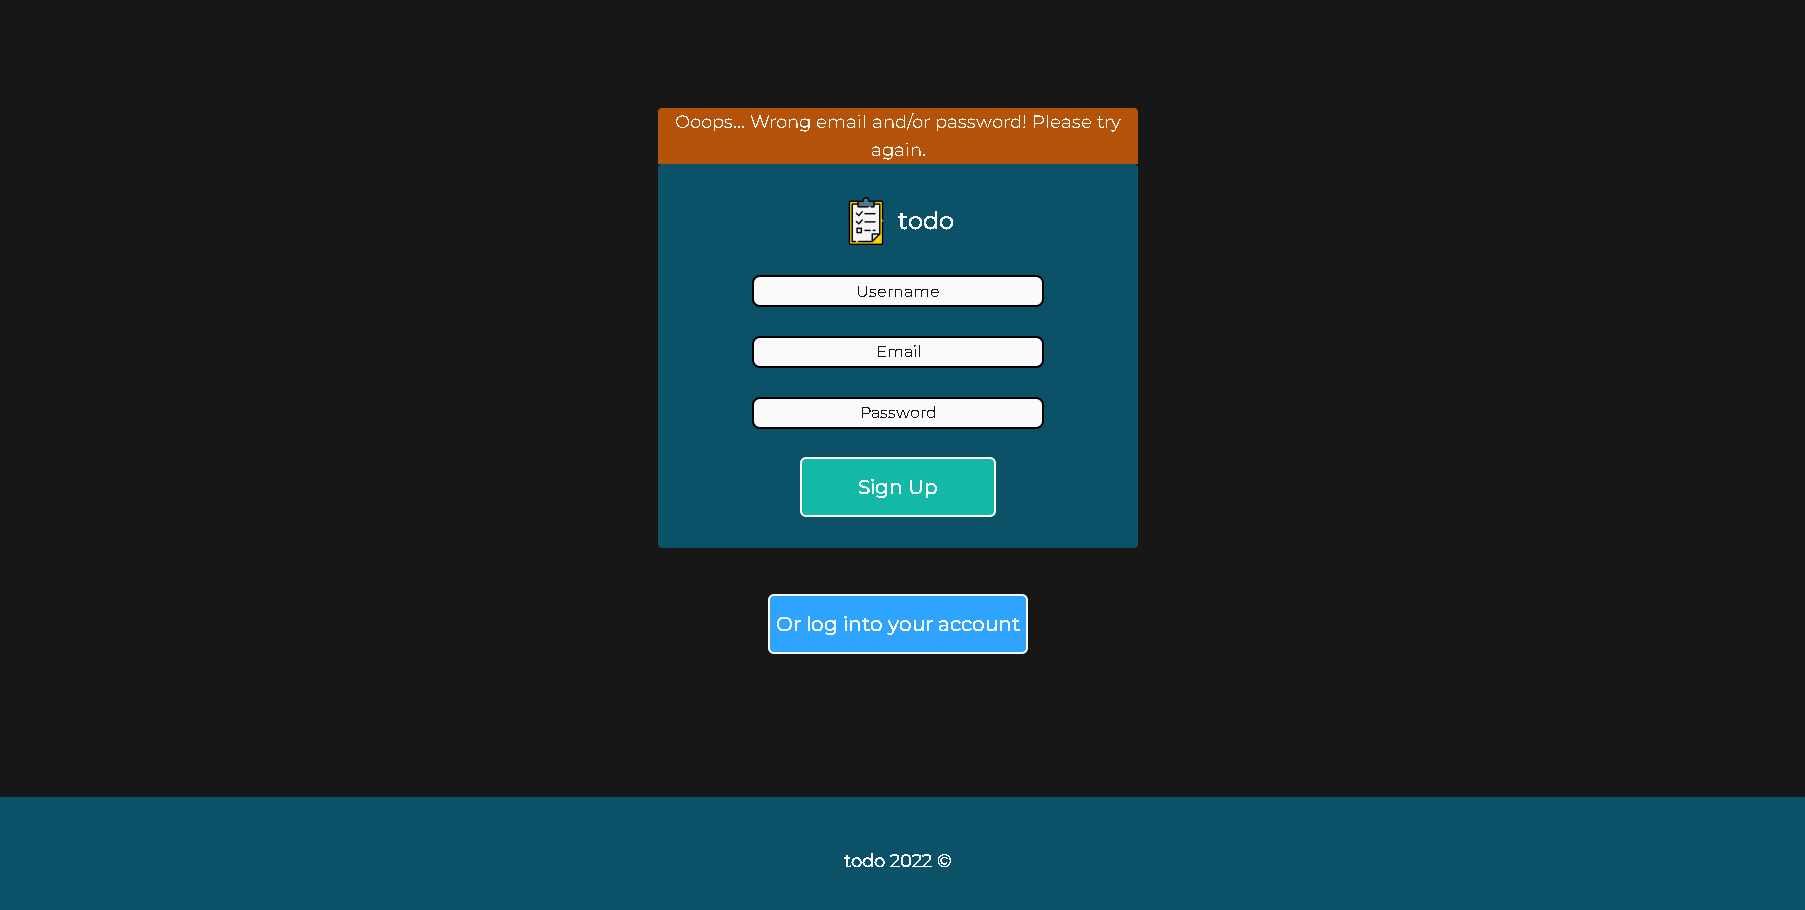 Ooops... Wrong email and/or password! Please try
again.
todo
Username
Email
Password
Sign Up
Or log into your account
todo 2022 ©